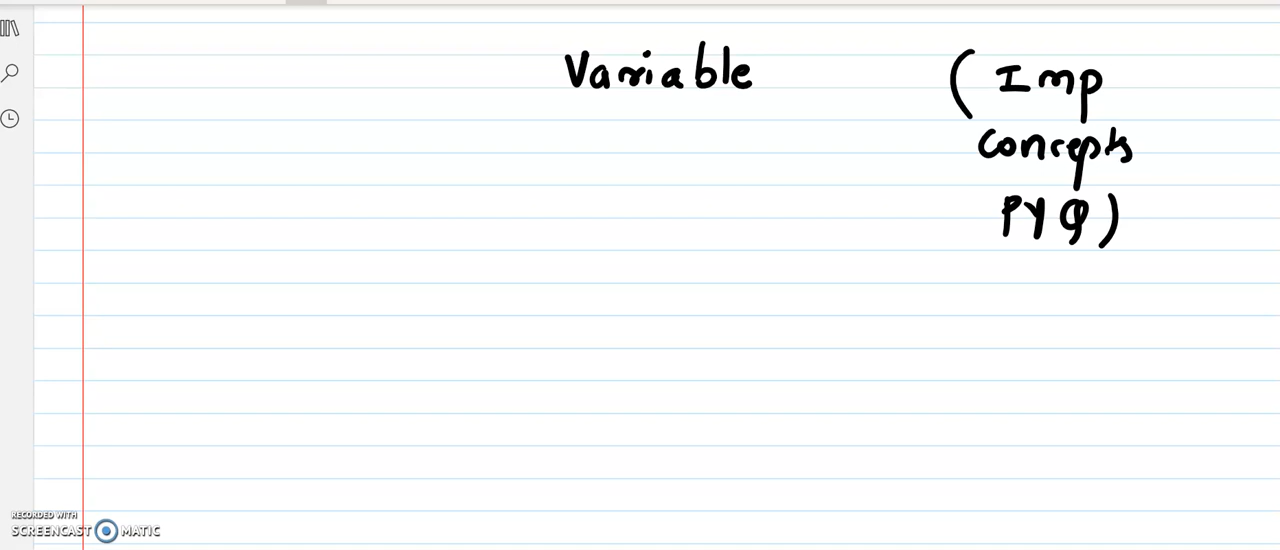 Variable
( Imp
Concepts
PYQ )
RECORDED WITH
SCREENCAST MATIC